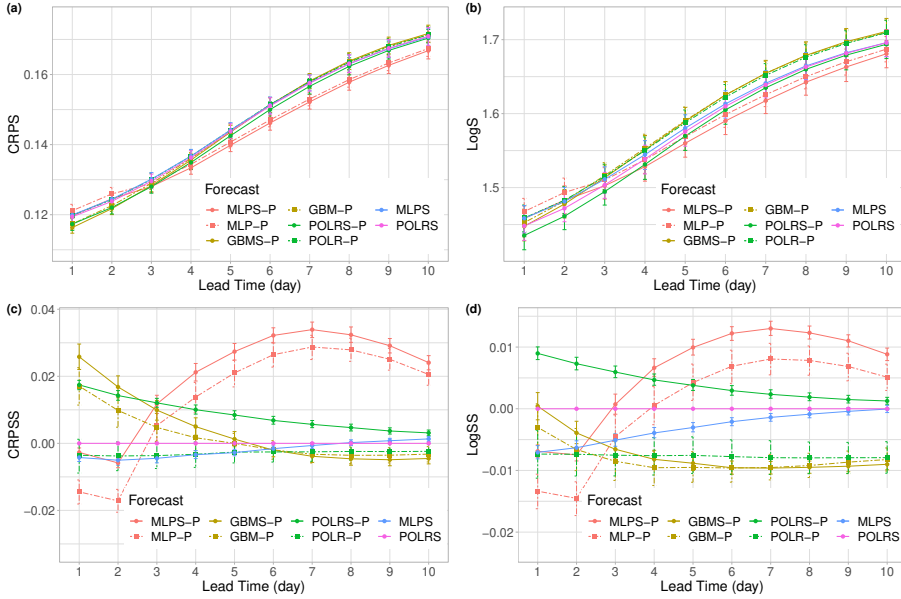 (a)
CRPS
0.16
0.14
0.12
Forecast
MLPS−P GBM−P MLPS
MLP−P POLRS−P POLRS
GBMS−P POLR−P
1 2 3 4 5 6 7 8 9 10
Lead Time (day)
(b)
LogS
1.7
1.6
1.5
Forecast
MLPS−P GBM−P MLPS
MLP−P POLRS−P POLRS
GBMS−P POLR−P
1 2 3 4 5 6 7 8 9 10
Lead Time (day)
(c)
CRPSS
0.04
0.02
0.00
−0.02
Forecast
MLPS−P GBMS−P POLRS−P MLPS
MLP−P GBM−P POLR−P POLRS
1 2 3 4 5 6 7 8 9 10
Lead Time (day)
(d)
LogSS
0.01
0.00
−0.01
−0.02
Forecast
MLPS−P GBMS−P POLRS−P MLPS
MLP−P GBM−P POLR−P POLRS
1 2 3 4 5 6 7 8 9 10
Lead Time (day)